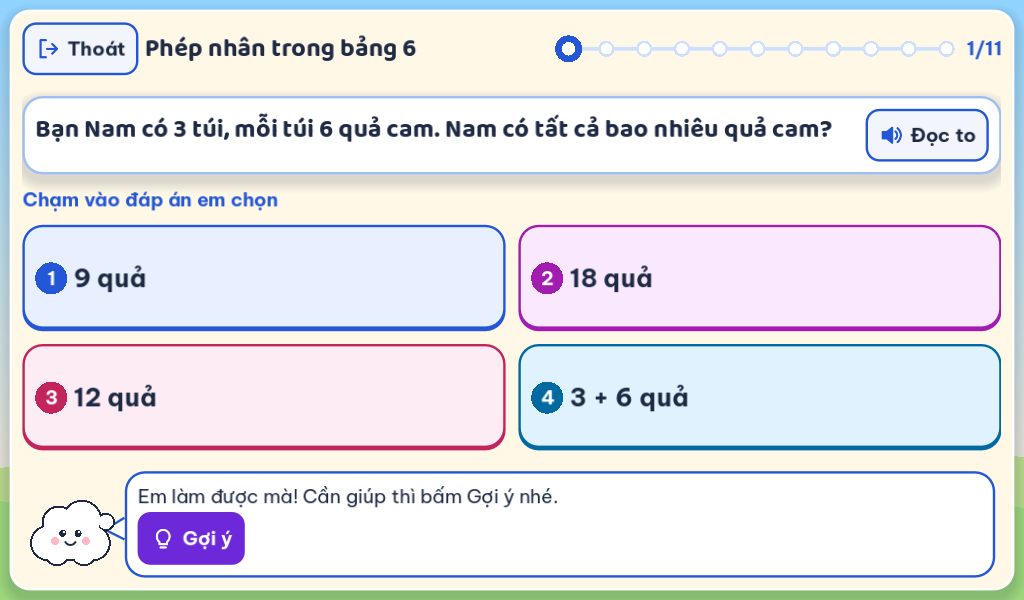 Thoát
Phép nhân trong bảng 6
1/11
Bạn Nam có 3 túi, mỗi túi 6 quả cam. Nam có tất cả bao nhiêu quả cam?
Đọc to
Chạm vào đáp án em chọn
1 9 quả
2 18 quả
3 12 quả
4 3 + 6 quả
Em làm được mà! Cần giúp thì bấm Gợi ý nhé.
Gợi ý